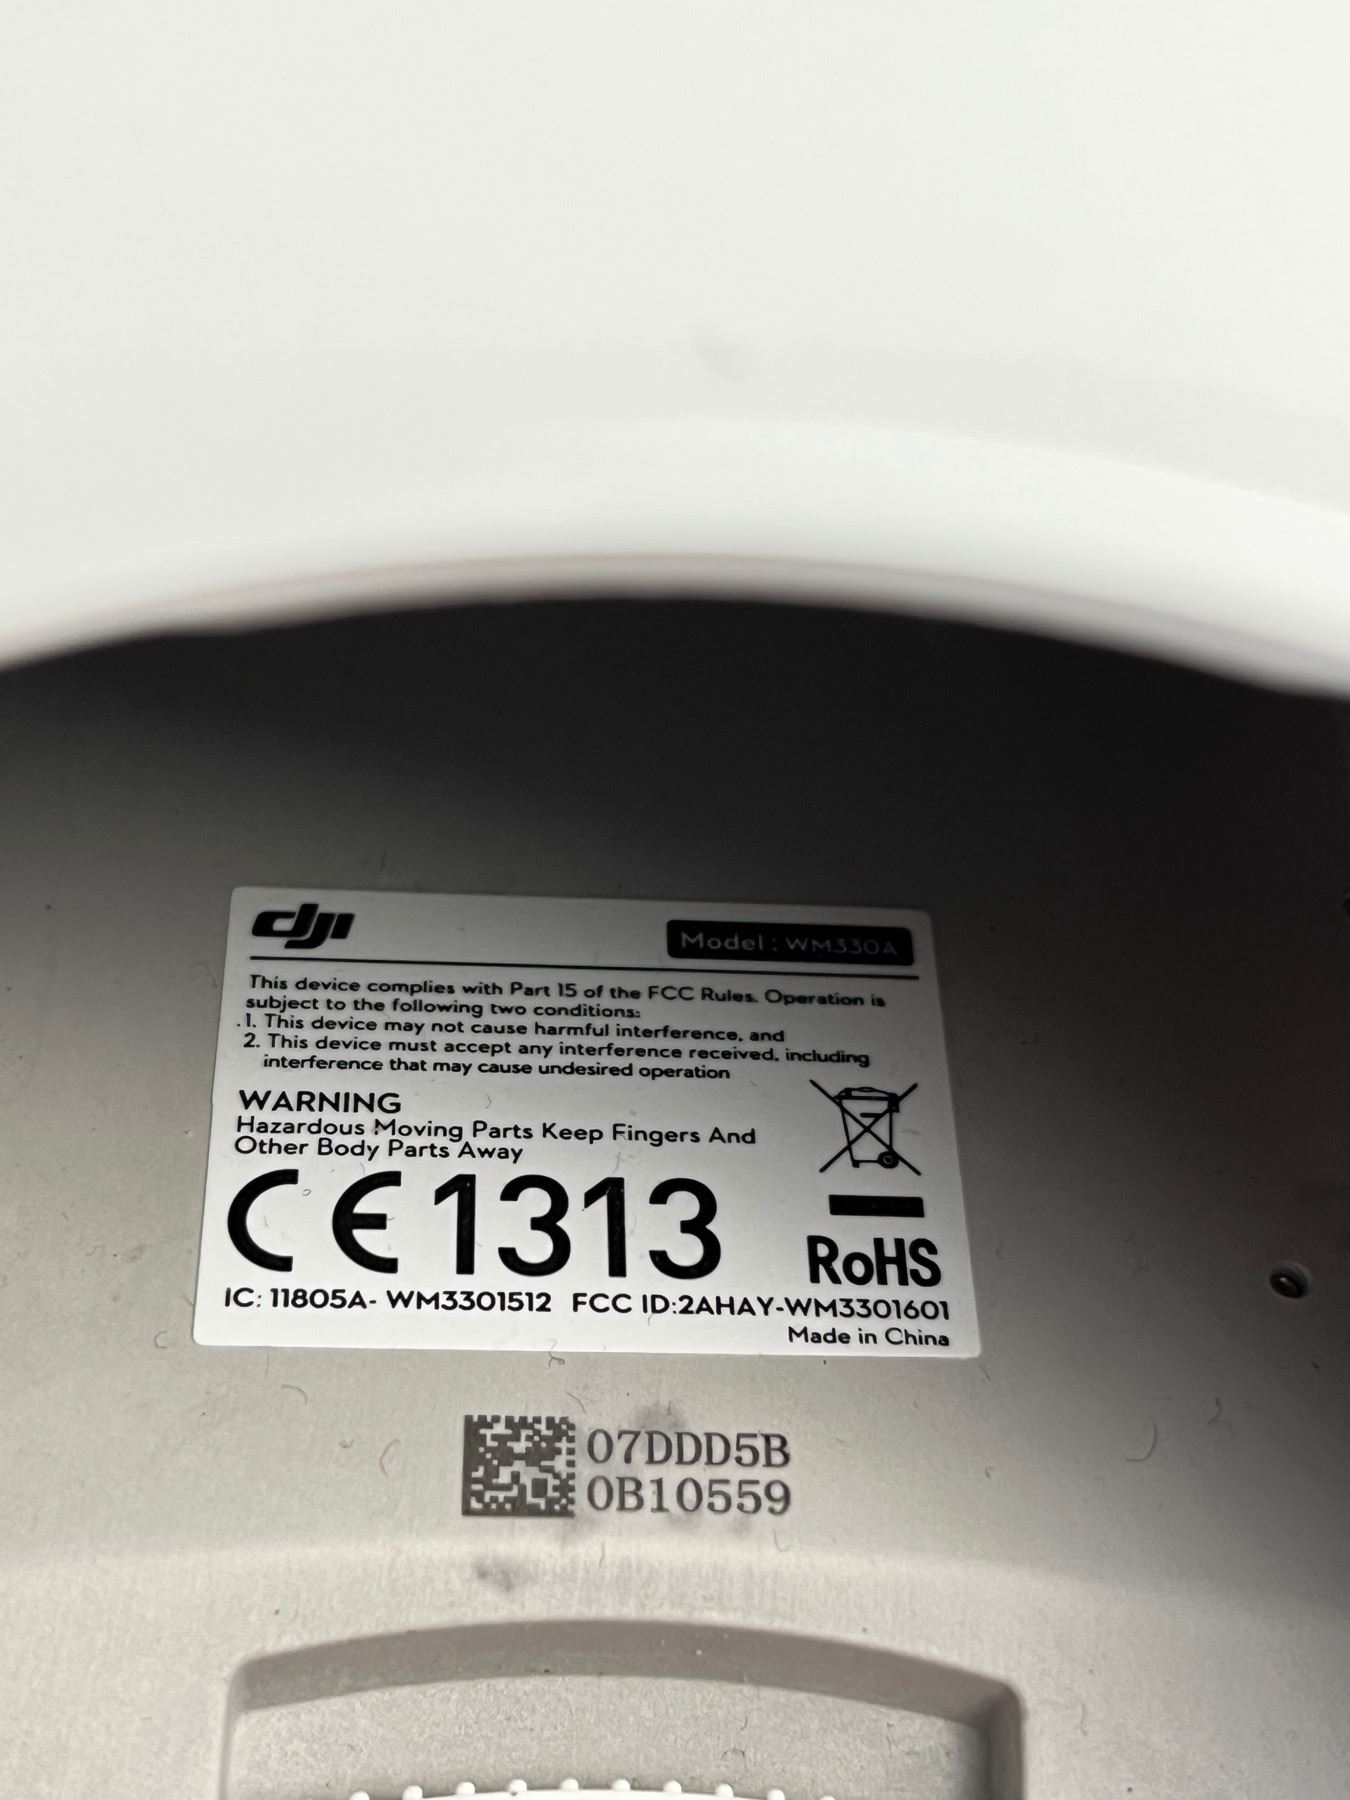 dji
Model : WM330A
This device complies with Part 15 of the FCC Rules. Operation is
subject to the following two conditions:
.1. This device may not cause harmful interference, and
2. This device must accept any interference received, including
interference that may cause undesired operation
WARNING
Hazardous Moving Parts Keep Fingers And
Other Body Parts Away
CE1313
RoHS
IC: 11805A- WM3301512 FCC ID:2AHAY-WM3301601
Made in China
07DDD5B
0B10559